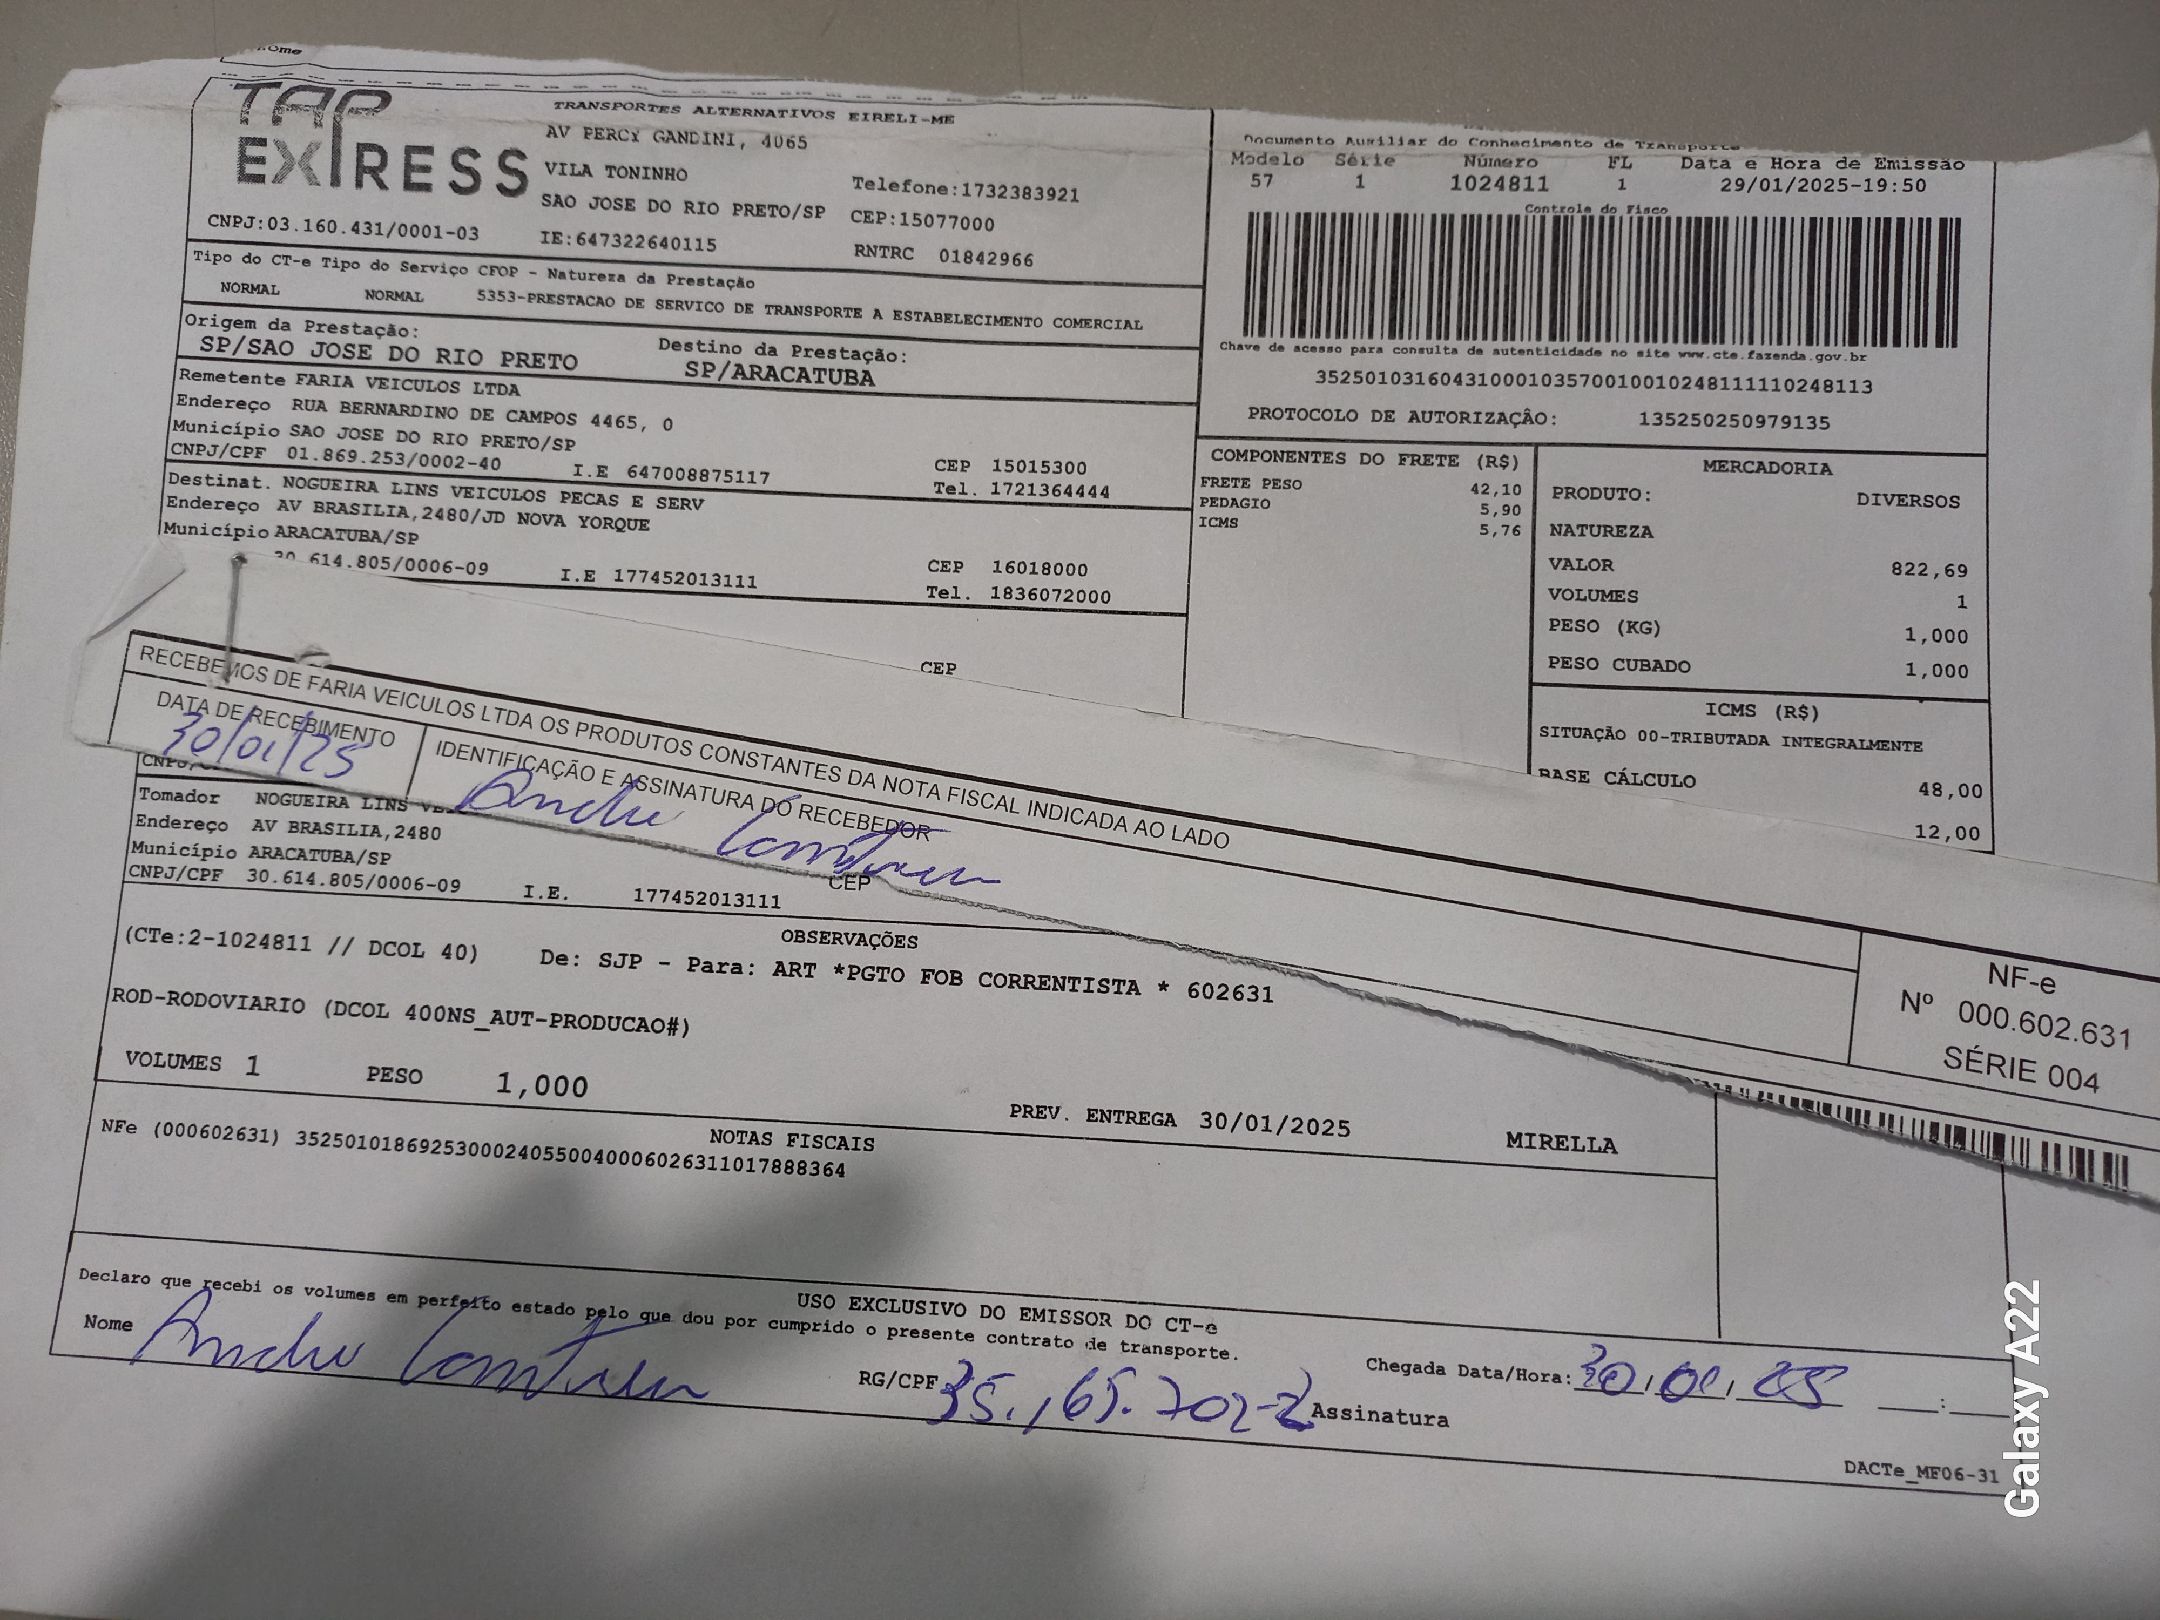 TAP
EXPRESS
TRANSPORTES ALTERNATIVOS EIRELI-ME
AV PERCY GANDINI, 4065
VILA TONINHO
Telefone:1732383921
SAO JOSE DO RIO PRETO/SP CEP:15077000
CNPJ:03.160.431/0001-03 IE:647322640115 RNTRC 01842966
Documento Auxiliar do Conhecimento de Transporte
Modelo Série Número FL Data e Hora de Emissão
57 1 1024811 1 29/01/2025-19:50
Controle do Fisco
Chave de acesso para consulta de autenticidade no site www.cte.fazenda.gov.br
35250103160431000103570010010248111110248113
PROTOCOLO DE AUTORIZAÇÂO: 135250250979135
Tipo do CT-e Tipo do Serviço CFOP - Natureza da Prestação
NORMAL NORMAL 5353-PRESTACAO DE SERVICO DE TRANSPORTE A ESTABELECIMENTO COMERCIAL
Origem da Prestação: Destino da Prestação:
SP/SAO JOSE DO RIO PRETO SP/ARACATUBA
Remetente FARIA VEICULOS LTDA
Endereço RUA BERNARDINO DE CAMPOS 4465, 0
Município SAO JOSE DO RIO PRETO/SP CEP 15015300
CNPJ/CPF 01.869.253/0002-40 I.E 647008875117 Tel. 1721364444
Destinat. NOGUEIRA LINS VEICULOS PECAS E SERV
Endereço AV BRASILIA,2480/JD NOVA YORQUE
Município ARACATUBA/SP CEP 16018000
30.614.805/0006-09 I.E 177452013111 Tel. 1836072000
CEP
COMPONENTES DO FRETE (R$)
FRETE PESO 42,10
PEDAGIO 5,90
ICMS 5,76
MERCADORIA
PRODUTO: DIVERSOS
NATUREZA
VALOR 822,69
VOLUMES 1
PESO (KG) 1,000
PESO CUBADO 1,000
ICMS (R$)
SITUAÇÃO 00-TRIBUTADA INTEGRALMENTE
BASE CÁLCULO 48,00
12,00
RECEBEMOS DE FARIA VEICULOS LTDA OS PRODUTOS CONSTANTES DA NOTA FISCAL INDICADA AO LADO
DATA DE RECEBIMENTO IDENTIFICAÇÃO E ASSINATURA DO RECEBEDOR
30/01/25
NF-e
Nº 000.602.631
SÉRIE 004
Tomador NOGUEIRA LINS
Endereço AV BRASILIA,2480
Município ARACATUBA/SP CEP
CNPJ/CPF 30.614.805/0006-09 I.E. 177452013111
OBSERVAÇÕES
(CTe:2-1024811 // DCOL 40) De: SJP - Para: ART *PGTO FOB CORRENTISTA * 602631
ROD-RODOVIARIO (DCOL 400NS_AUT-PRODUCAO#)
VOLUMES 1 PESO 1,000 PREV. ENTREGA 30/01/2025 MIRELLA
NOTAS FISCAIS
NFe (000602631) 35250101869253000240550040006026311017888364
USO EXCLUSIVO DO EMISSOR DO CT-e
Declaro que recebi os volumes em perfeito estado pelo que dou por cumprido o presente contrato de transporte.
Nome RG/CPF 35.165.702-2 Assinatura Chegada Data/Hora: 30/01/25 :
DACTe_MF06-31
Galaxy A22